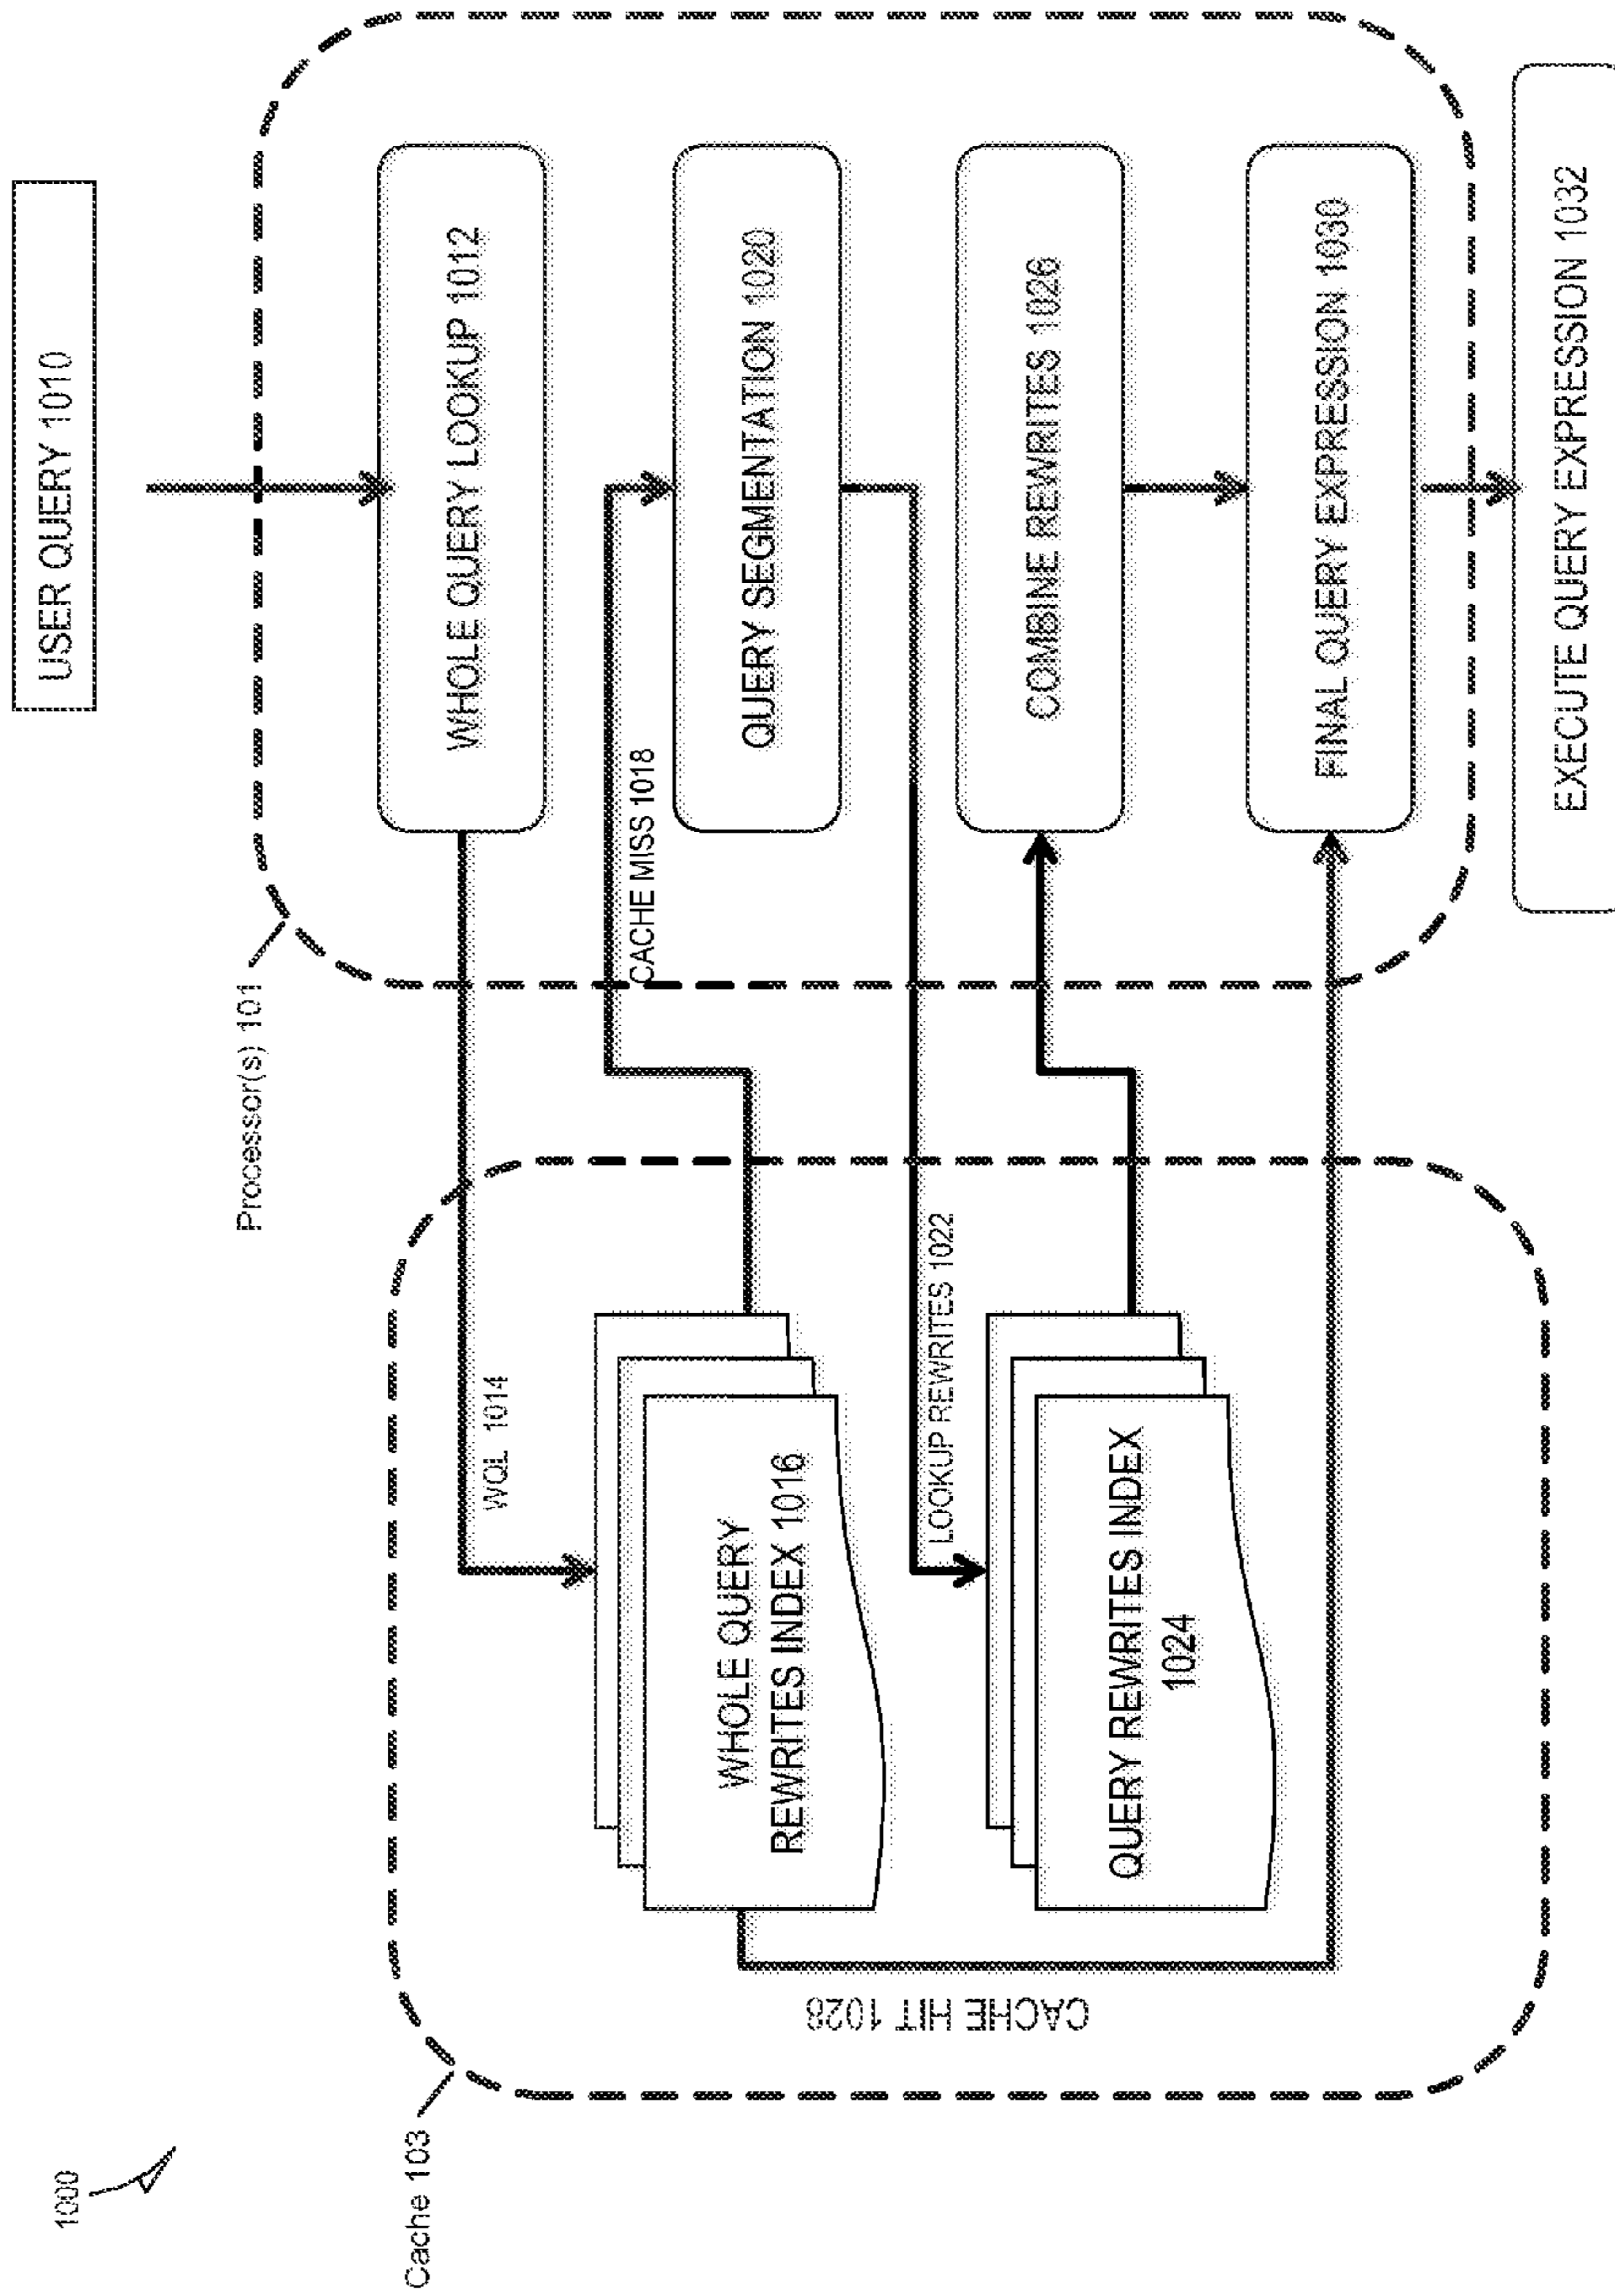 1000
USER QUERY 1010
Processor(s) 101
Cache 103
WHOLE QUERY LOOKUP 1012
WQL 1014
WHOLE QUERY
REWRITES INDEX 1016
CACHE MISS 1018
QUERY SEGMENTATION 1020
LOOKUP REWRITES 1022
QUERY REWRITES INDEX
1024
COMBINE REWRITES 1026
CACHE HIT 1028
FINAL QUERY EXPRESSION 1030
EXECUTE QUERY EXPRESSION 1032